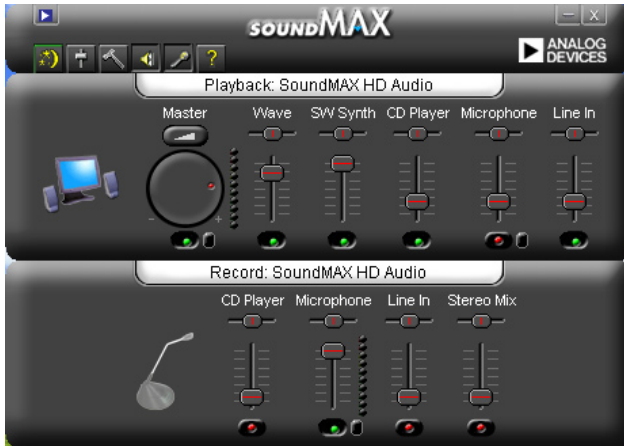 SOUNDMAX
ANALOG
DEVICES
Playback: SoundMAX HD Audio
Master Wave SW Synth CD Player Microphone Line In
- +
Record: SoundMAX HD Audio
CD Player Microphone Line In Stereo Mix